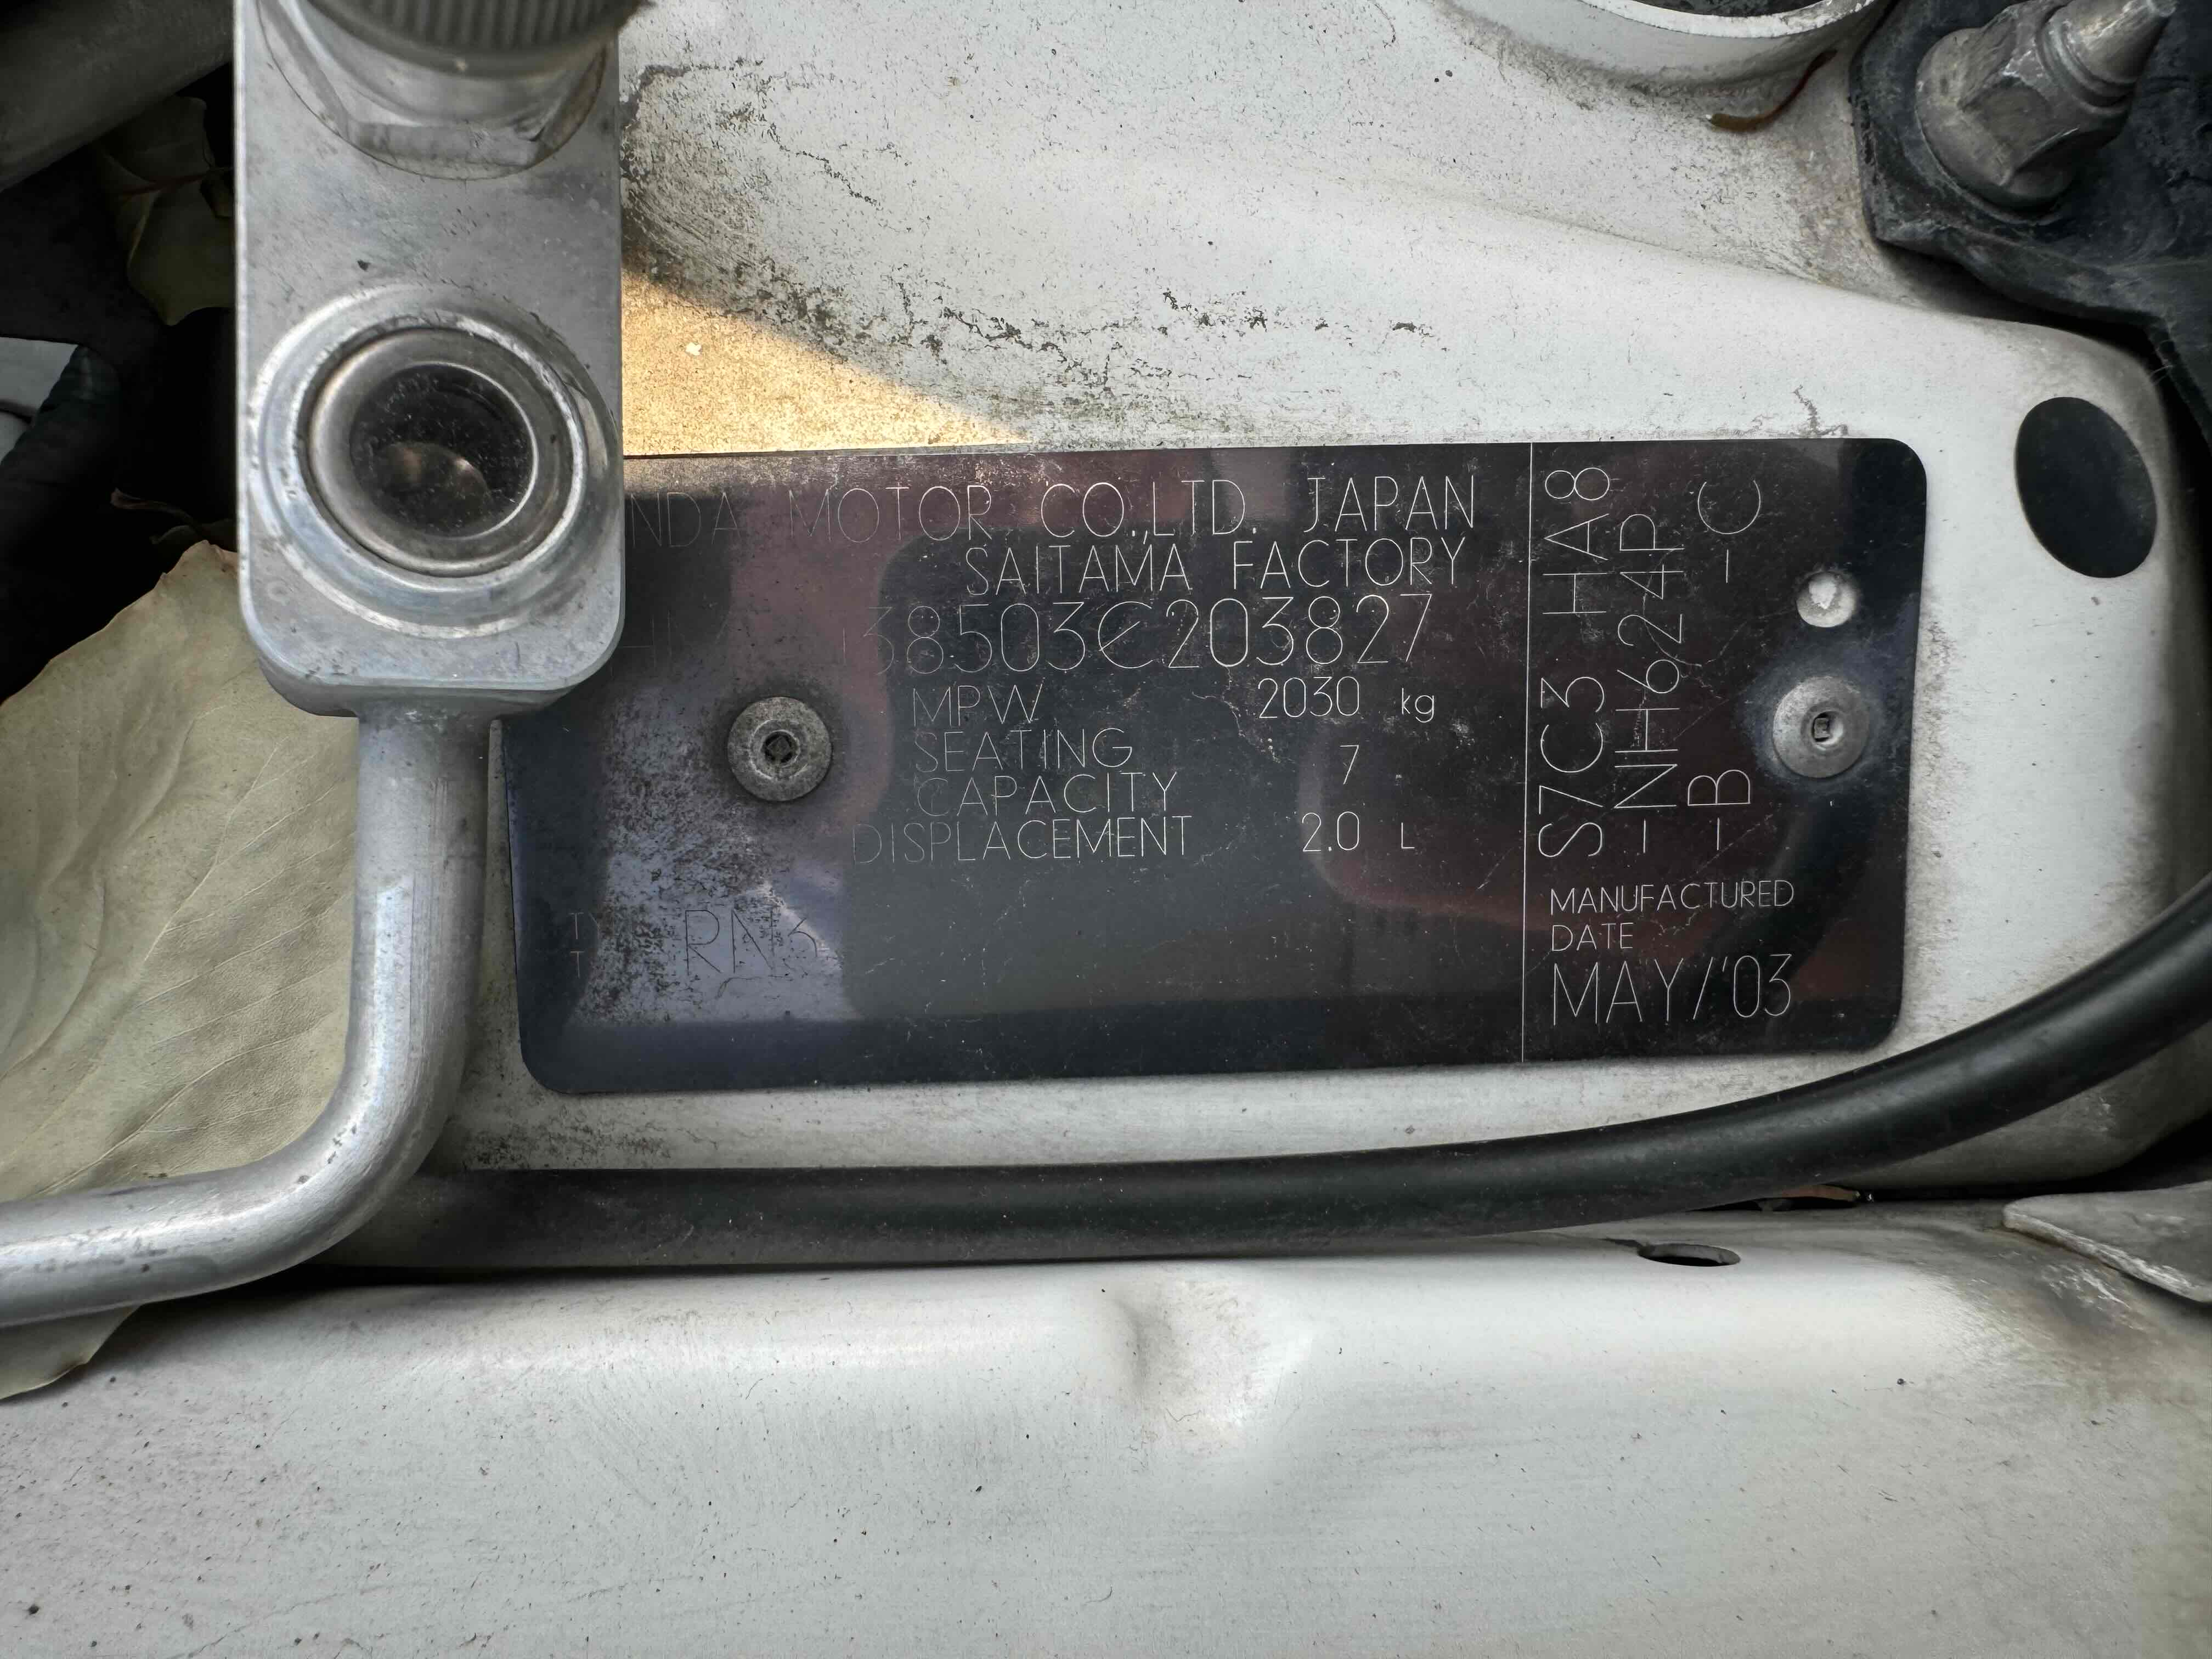 NDA MOTOR CO.,LTD. JAPAN
SAITAMA FACTORY
38503C203827
MPW 2030 kg
SEATING
CAPACITY 7
DISPLACEMENT 2.0 L
RN3
S7C3 HA8
-NH624P
-B -C
MANUFACTURED
DATE
MAY/'03